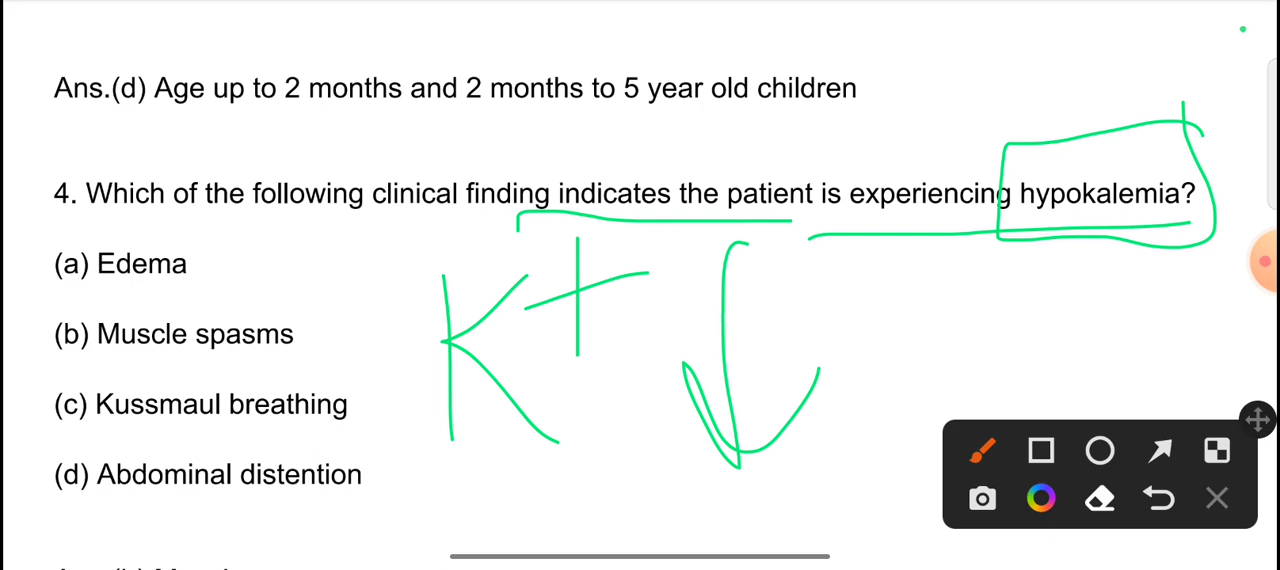 Ans.(d) Age up to 2 months and 2 months to 5 year old children
4. Which of the following clinical finding indicates the patient is experiencing hypokalemia?
(a) Edema
(b) Muscle spasms
(c) Kussmaul breathing
(d) Abdominal distention
K+